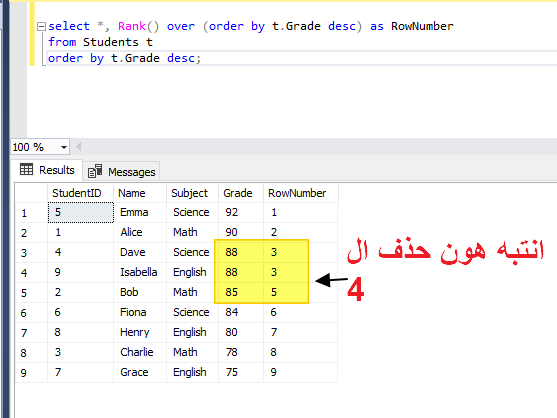 select *, Rank() over (order by t.Grade desc) as RowNumber
from Students t
order by t.Grade desc;
100 %
Results Messages
StudentID Name Subject Grade RowNumber
1 5 Emma Science 92 1
2 1 Alice Math 90 2
3 4 Dave Science 88 3
4 9 Isabella English 88 3
5 2 Bob Math 85 5
6 6 Fiona Science 84 6
7 8 Henry English 80 7
8 3 Charlie Math 78 8
9 7 Grace English 75 9
انتبه هون حذف ال
4